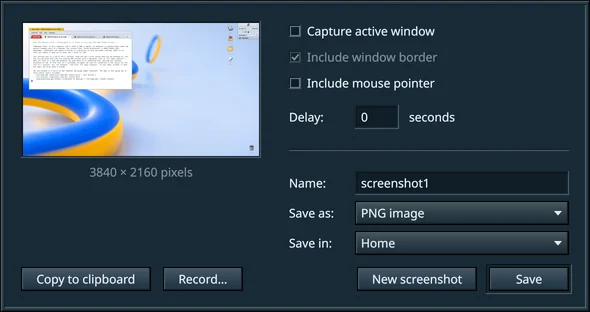 Capture active window
Include window border
Include mouse pointer
Delay: 0 seconds
3840 × 2160 pixels
Name: screenshot1
Save as: PNG image
Save in: Home
Copy to clipboard Record... New screenshot Save